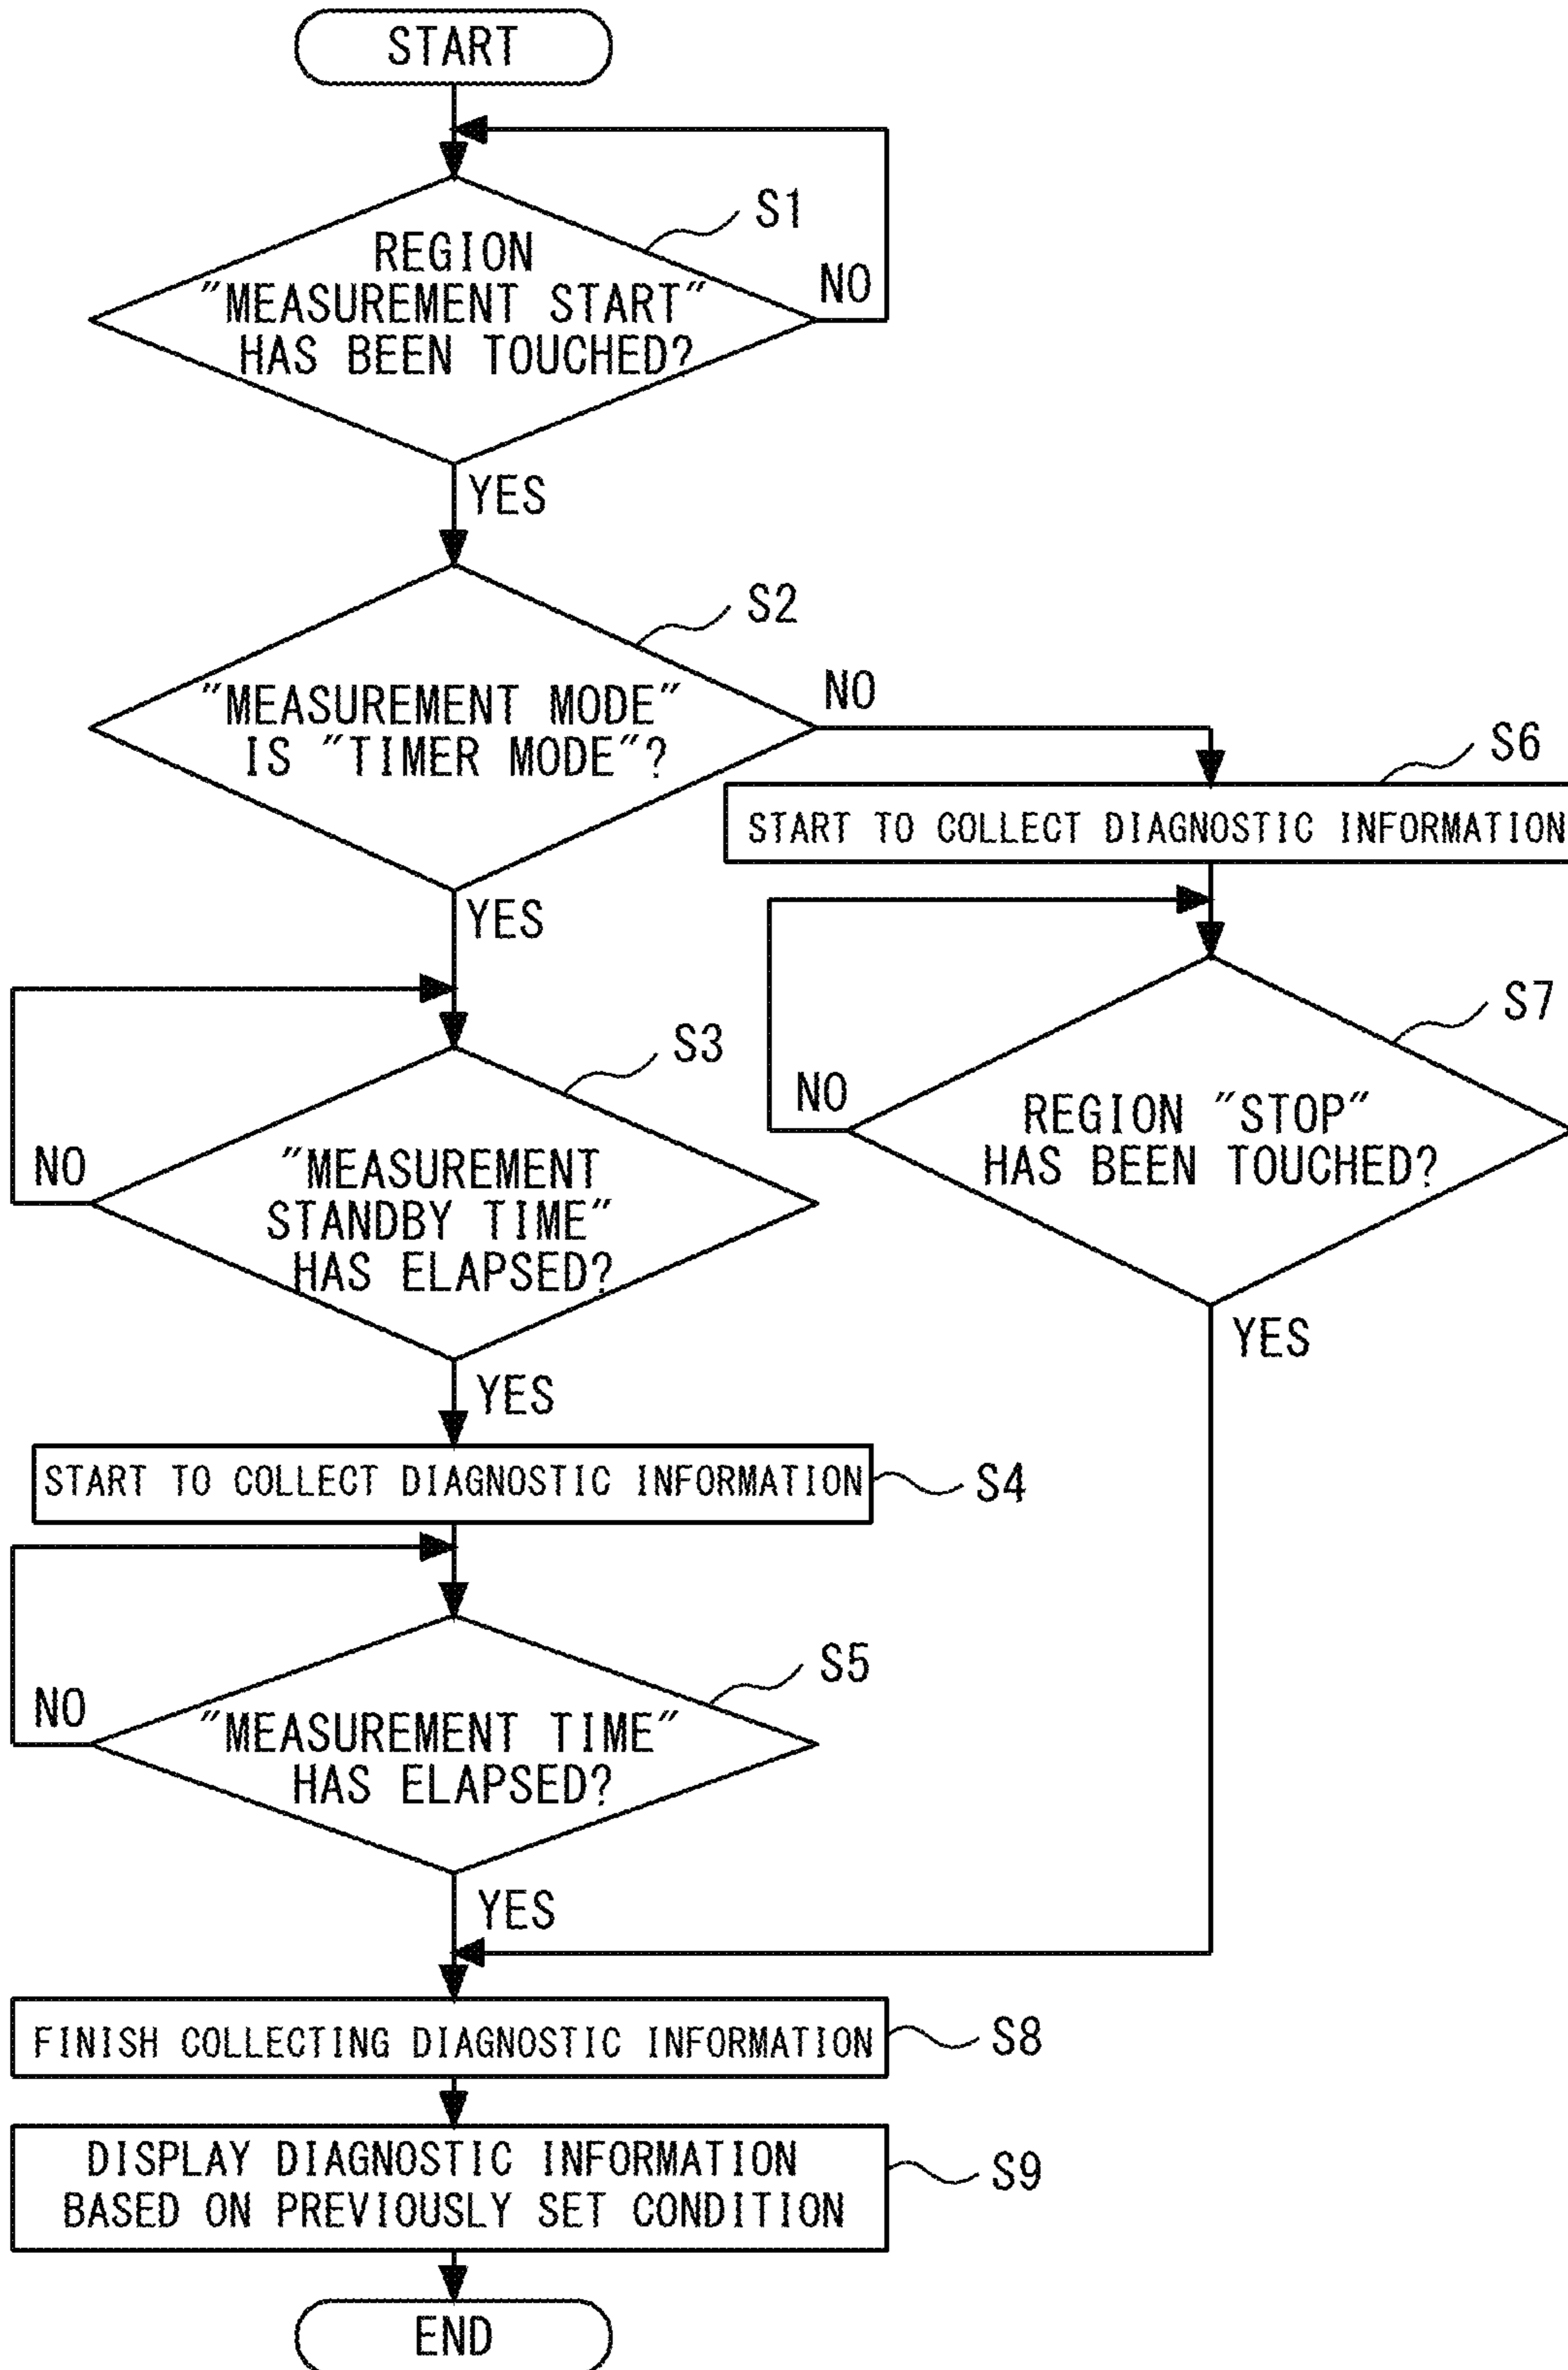 START
S1
REGION
"MEASUREMENT START"
HAS BEEN TOUCHED?
NO
YES
S2
"MEASUREMENT MODE"
IS "TIMER MODE"?
NO
YES
S3
"MEASUREMENT
STANDBY TIME"
HAS ELAPSED?
NO
YES
START TO COLLECT DIAGNOSTIC INFORMATION
S4
S5
"MEASUREMENT TIME"
HAS ELAPSED?
NO
YES
S6
START TO COLLECT DIAGNOSTIC INFORMATION
S7
REGION "STOP"
HAS BEEN TOUCHED?
NO
YES
FINISH COLLECTING DIAGNOSTIC INFORMATION
S8
DISPLAY DIAGNOSTIC INFORMATION
BASED ON PREVIOUSLY SET CONDITION
S9
END